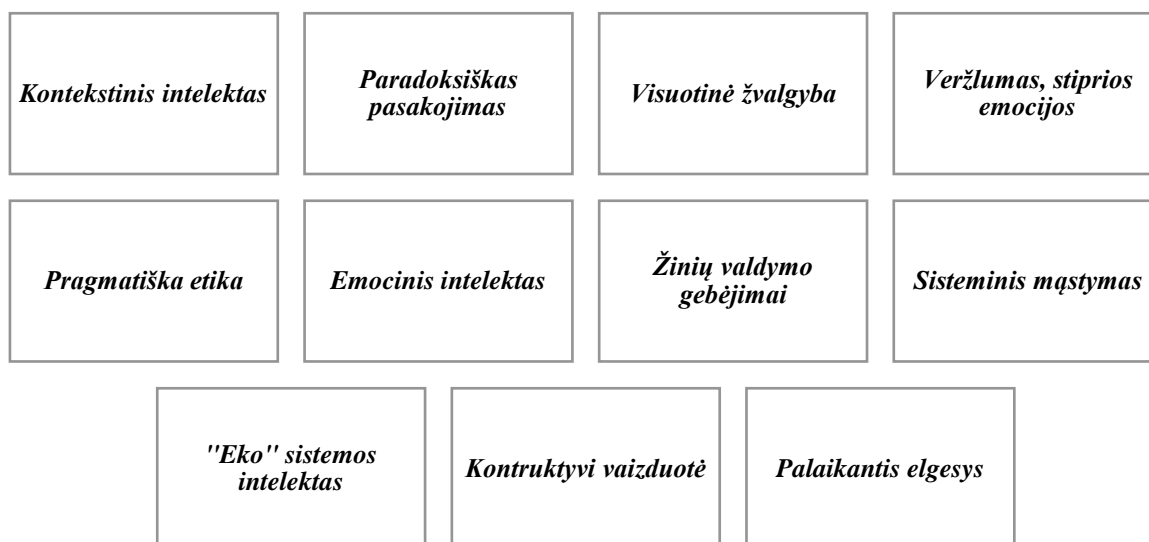 Kontekstinis intelektas
Paradoksiškas
pasakojimas
Visuotinė žvalgyba
Veržlumas, stiprios
emocijos
Pragmatiška etika
Emocinis intelektas
Žinių valdymo
gebėjimai
Sisteminis mąstymas
"Eko" sistemos
intelektas
Kontruktyvi vaizduotė
Palaikantis elgesys